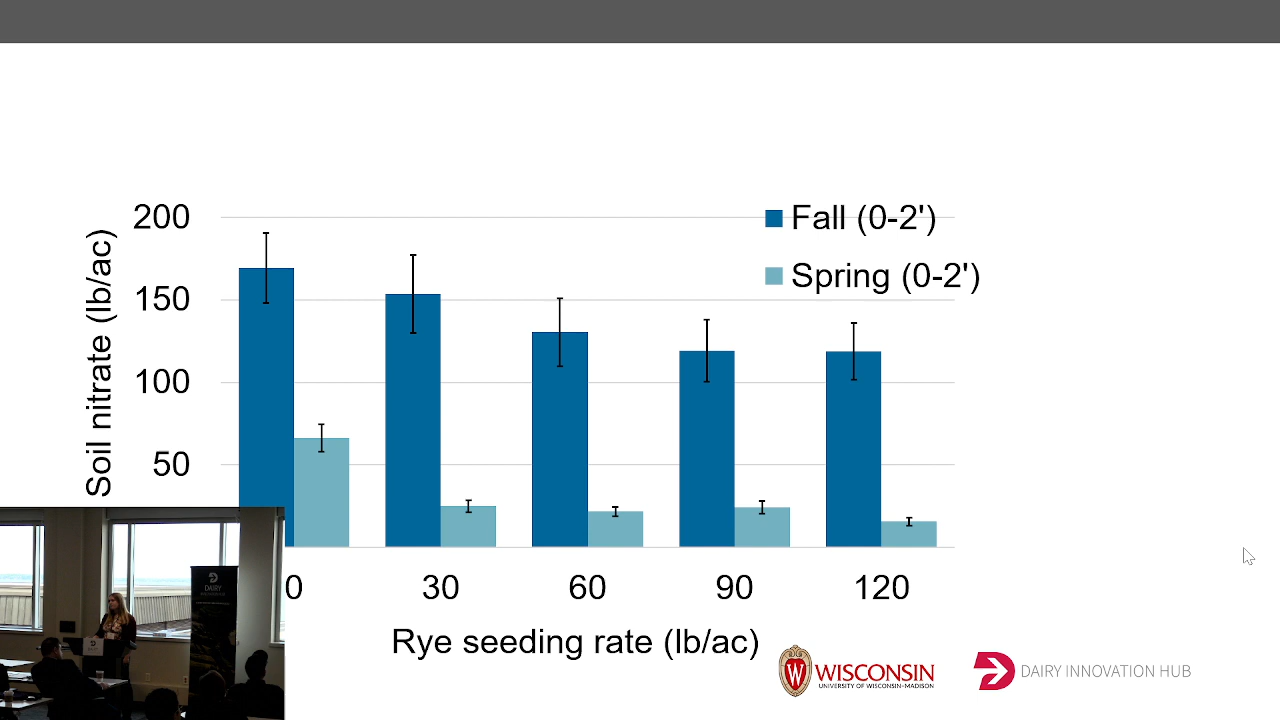 200
150
100
50
Soil nitrate (lb/ac)
Fall (0-2')
Spring (0-2')
0
30
60
90
120
Rye seeding rate (lb/ac)
W
WISCONSIN
UNIVERSITY OF WISCONSIN–MADISON
DAIRY INNOVATION HUB
DAIRY